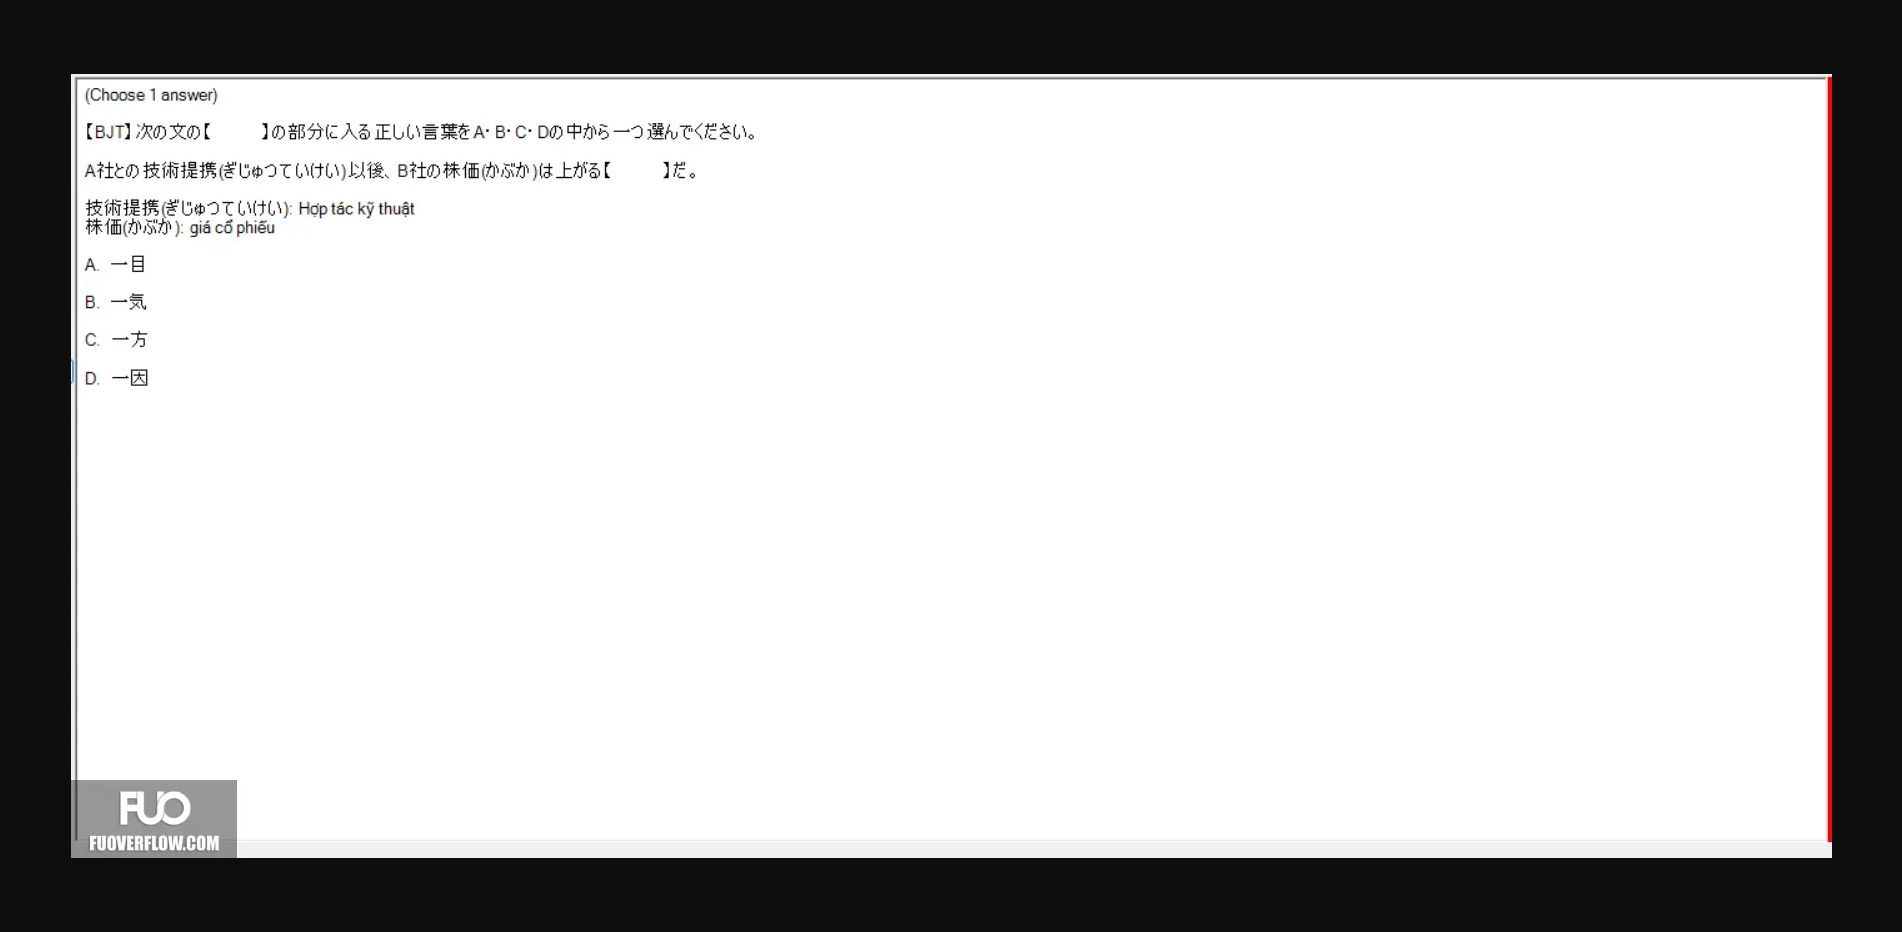 (Choose 1 answer)
【BJT】次の文の【　　】の部分に入る正しい言葉をA・B・C・Dの中から一つ選んでください。
A社との技術提携(ぎじゅつていけい)以後、B社の株価(かぶか)は上がる【　　】だ。
技術提携(ぎじゅつていけい): Hợp tác kỹ thuật
株価(かぶか): giá cổ phiếu
A. 一目
B. 一気
C. 一方
D. 一因
FUO
FUOVERFLOW.COM